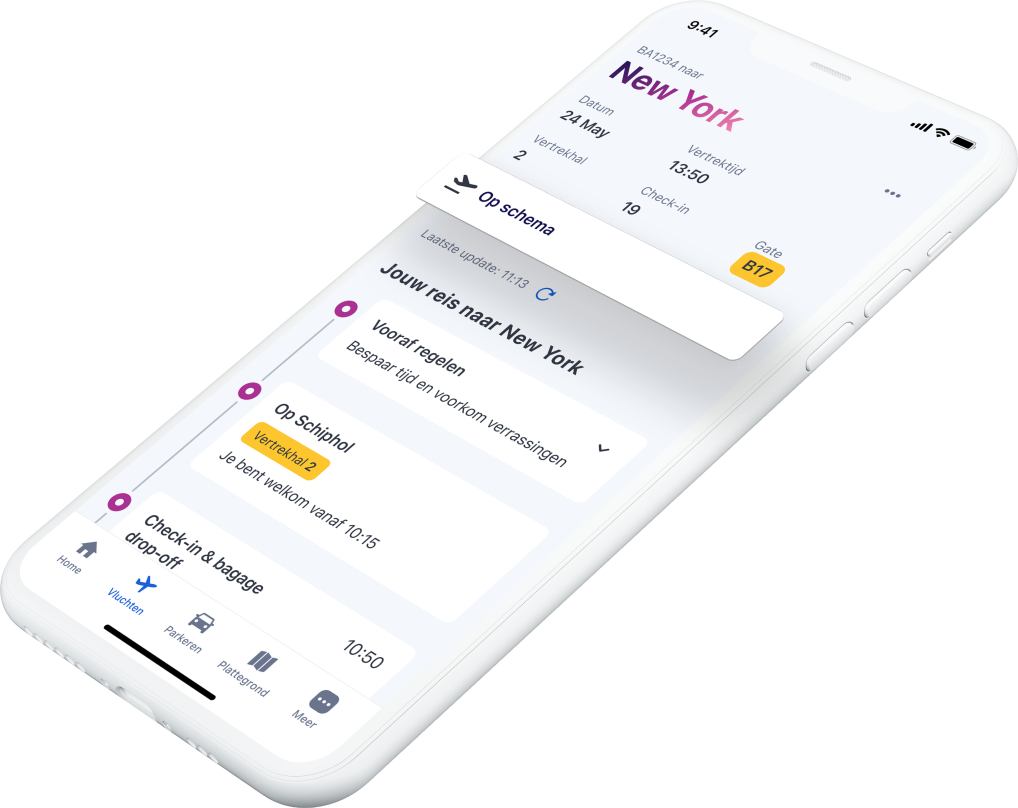 9:41
BA1234 naar
New York
Datum
24 May
Vertrektijd
13:50
Vertrekhal
2
Check-in
19
Gate
B17
Op schema
Laatste update: 11:13
Jouw reis naar New York
Vooraf regelen
Bespaar tijd en voorkom verrassingen
Op Schiphol
Vertrekhal 2
Je bent welkom vanaf 10:15
Check-in & bagage
drop-off
10:50
Home
Vluchten
Parkeren
Plattegrond
Meer